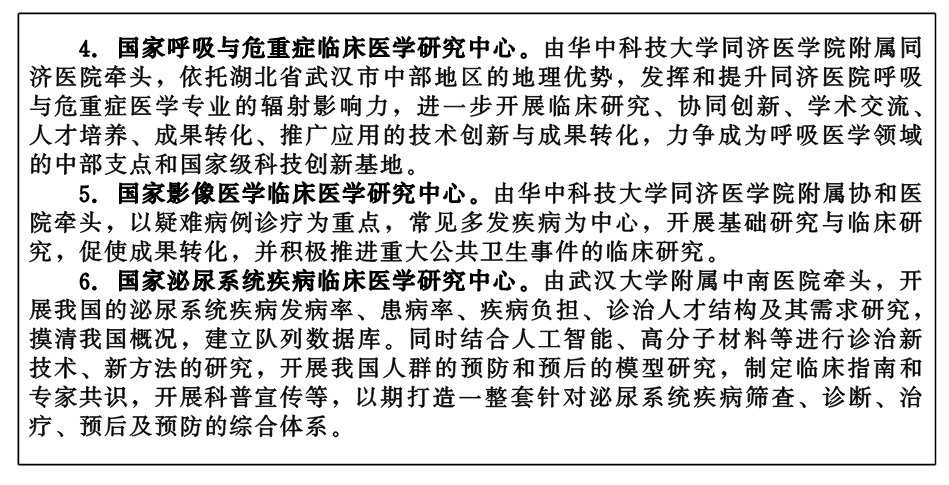 4. 国家呼吸与危重症临床医学研究中心。由华中科技大学同济医学院附属同
济医院牵头，依托湖北省武汉市中部地区的地理优势，发挥和提升同济医院呼吸
与危重症医学专业的辐射影响力，进一步开展临床研究、协同创新、学术交流、
人才培养、成果转化、推广应用的技术创新与成果转化，力争成为呼吸医学领域
的中部支点和国家级科技创新基地。
5. 国家影像医学临床医学研究中心。由华中科技大学同济医学院附属协和医
院牵头，以疑难病例诊疗为重点，常见多发疾病为中心，开展基础研究与临床研
究，促使成果转化，并积极推进重大公共卫生事件的临床研究。
6. 国家泌尿系统疾病临床医学研究中心。由武汉大学附属中南医院牵头，开
展我国的泌尿系统疾病发病率、患病率、疾病负担、诊治人才结构及其需求研究，
摸清我国概况，建立队列数据库。同时结合人工智能、高分子材料等进行诊治新
技术、新方法的研究，开展我国人群的预防和预后的模型研究，制定临床指南和
专家共识，开展科普宣传等，以期打造一整套针对泌尿系统疾病筛查、诊断、治
疗、预后及预防的综合体系。